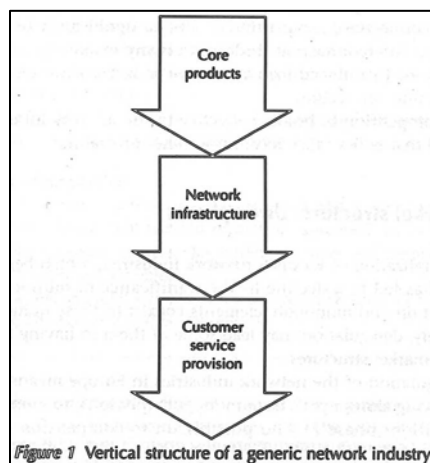 Core
products
Network
infrastructure
Customer
service
provision
Figure 1 Vertical structure of a generic network industry